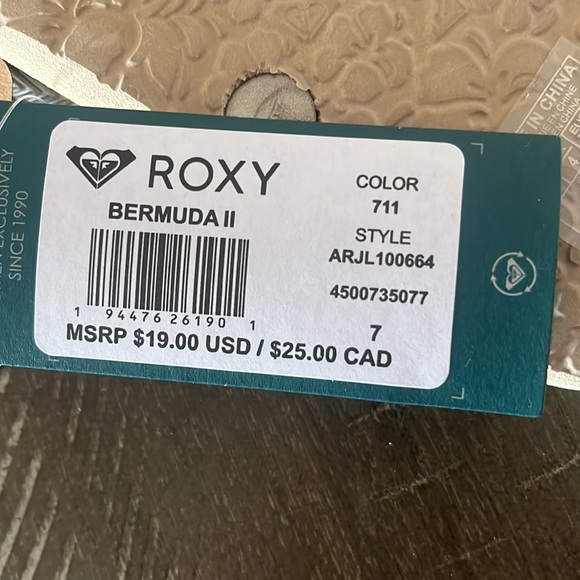 ROXY
BERMUDA II
1 94476 26190 1
MSRP $19.00 USD / $25.00 CAD
COLOR
711
STYLE
ARJL100664
4500735077
7
EXCLUSIVELY
SINCE 1990
IN CHINA